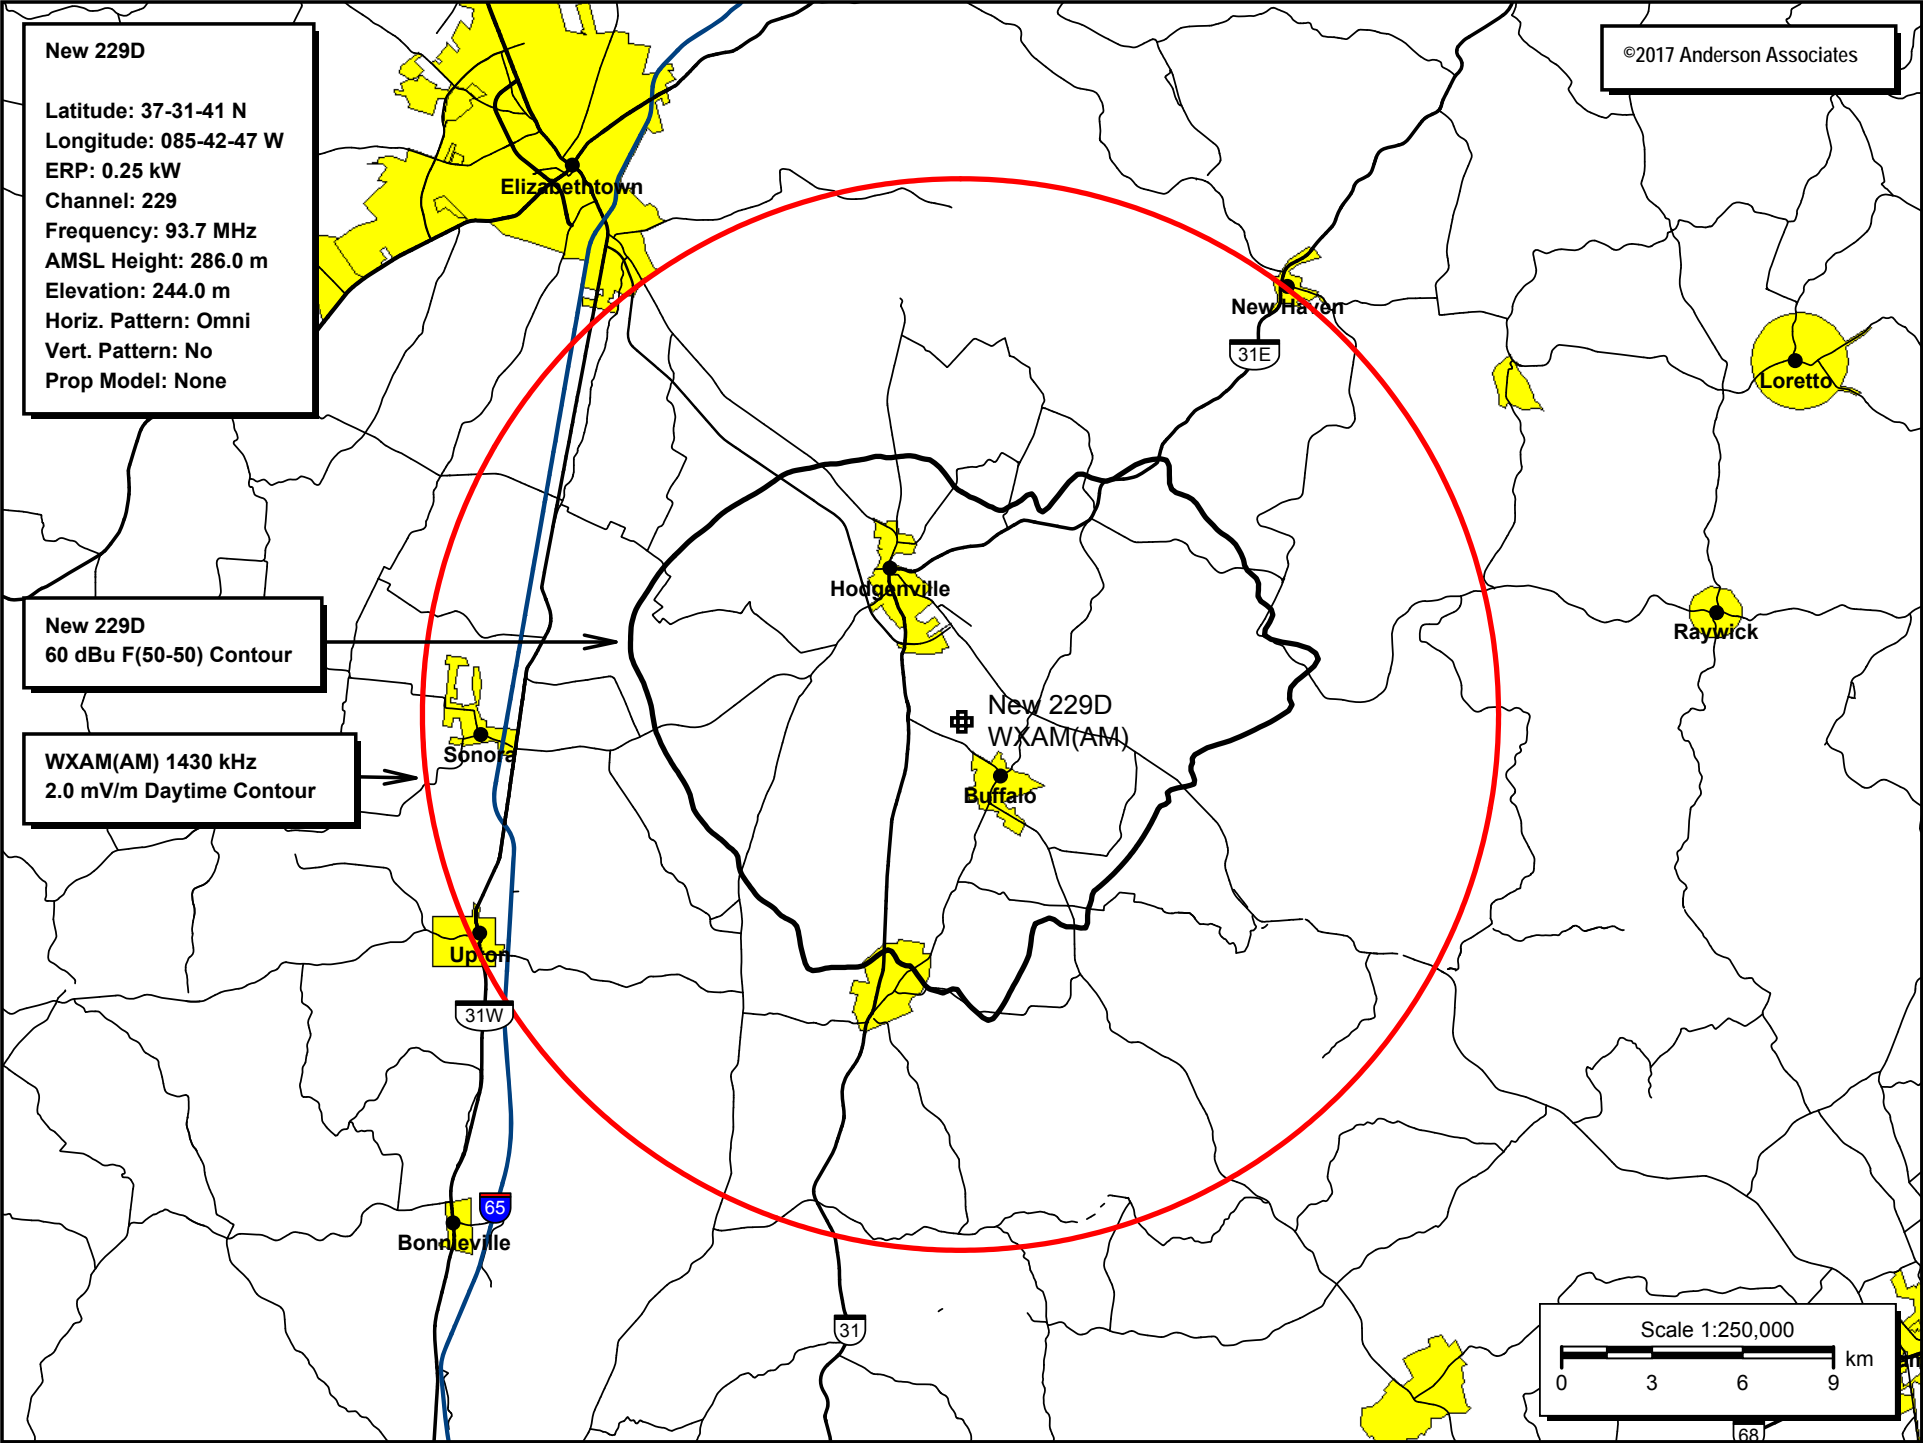 New 229D
Latitude: 37-31-41 N
Longitude: 085-42-47 W
ERP: 0.25 kW
Channel: 229
Frequency: 93.7 MHz
AMSL Height: 286.0 m
Elevation: 244.0 m
Horiz. Pattern: Omni
Vert. Pattern: No
Prop Model: None
©2017 Anderson Associates
Elizabethtown
New Haven
31E
Loretto
Hodgenville
New 229D
60 dBu F(50-50) Contour
Raywick
New 229D
WXAM(AM)
Sonora
WXAM(AM) 1430 kHz
2.0 mV/m Daytime Contour
Buffalo
Upton
31W
65
Bonnieville
31
Scale 1:250,000
km
0 3 6 9
68